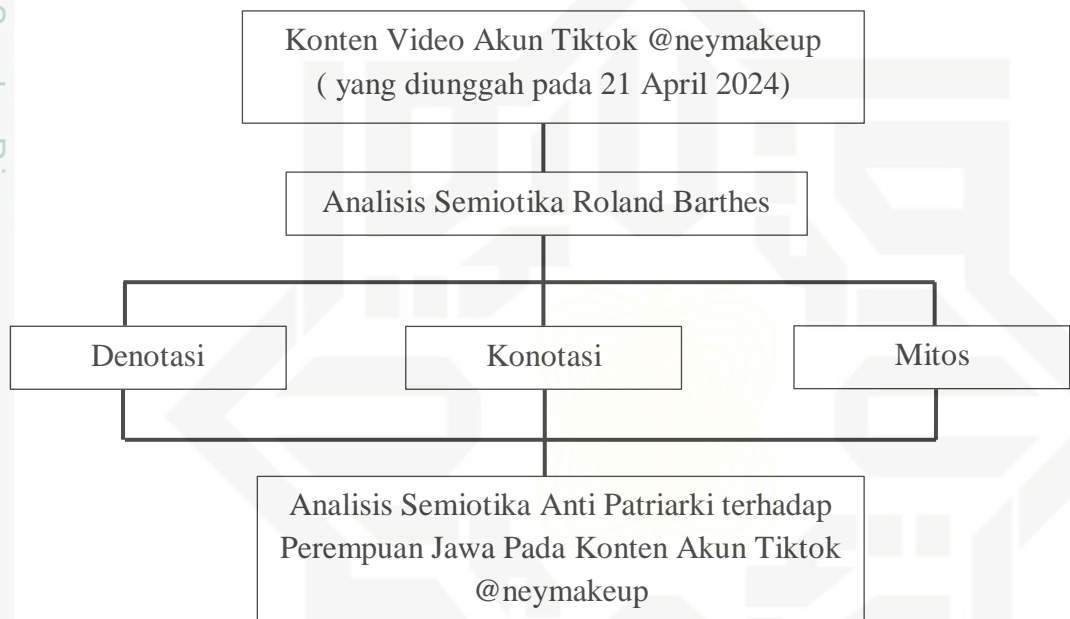 Konten Video Akun Tiktok @neymakeup
( yang diunggah pada 21 April 2024)
Analisis Semiotika Roland Barthes
Denotasi
Konotasi
Mitos
Analisis Semiotika Anti Patriarki terhadap
Perempuan Jawa Pada Konten Akun Tiktok
@neymakeup